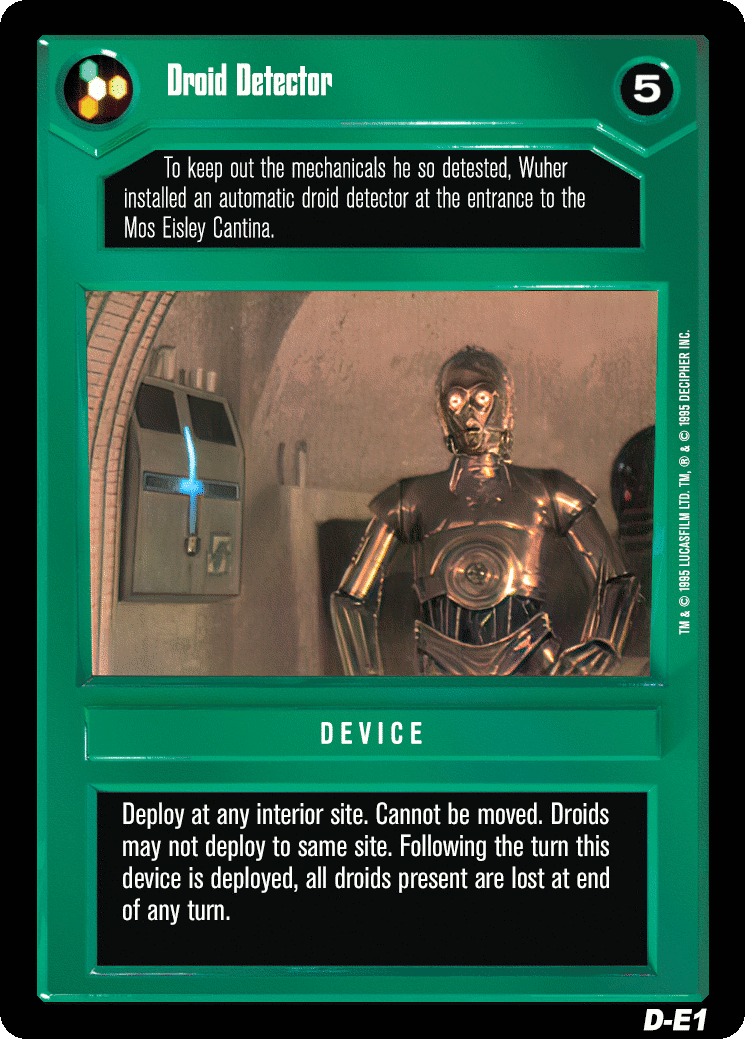 Droid Detector
5
To keep out the mechanicals he so detested, Wuher
installed an automatic droid detector at the entrance to the
Mos Eisley Cantina.
TM & © 1995 LUCASFILM LTD. TM, ® & © 1995 DECIPHER INC.
DEVICE
Deploy at any interior site. Cannot be moved. Droids
may not deploy to same site. Following the turn this
device is deployed, all droids present are lost at end
of any turn.
D-E1